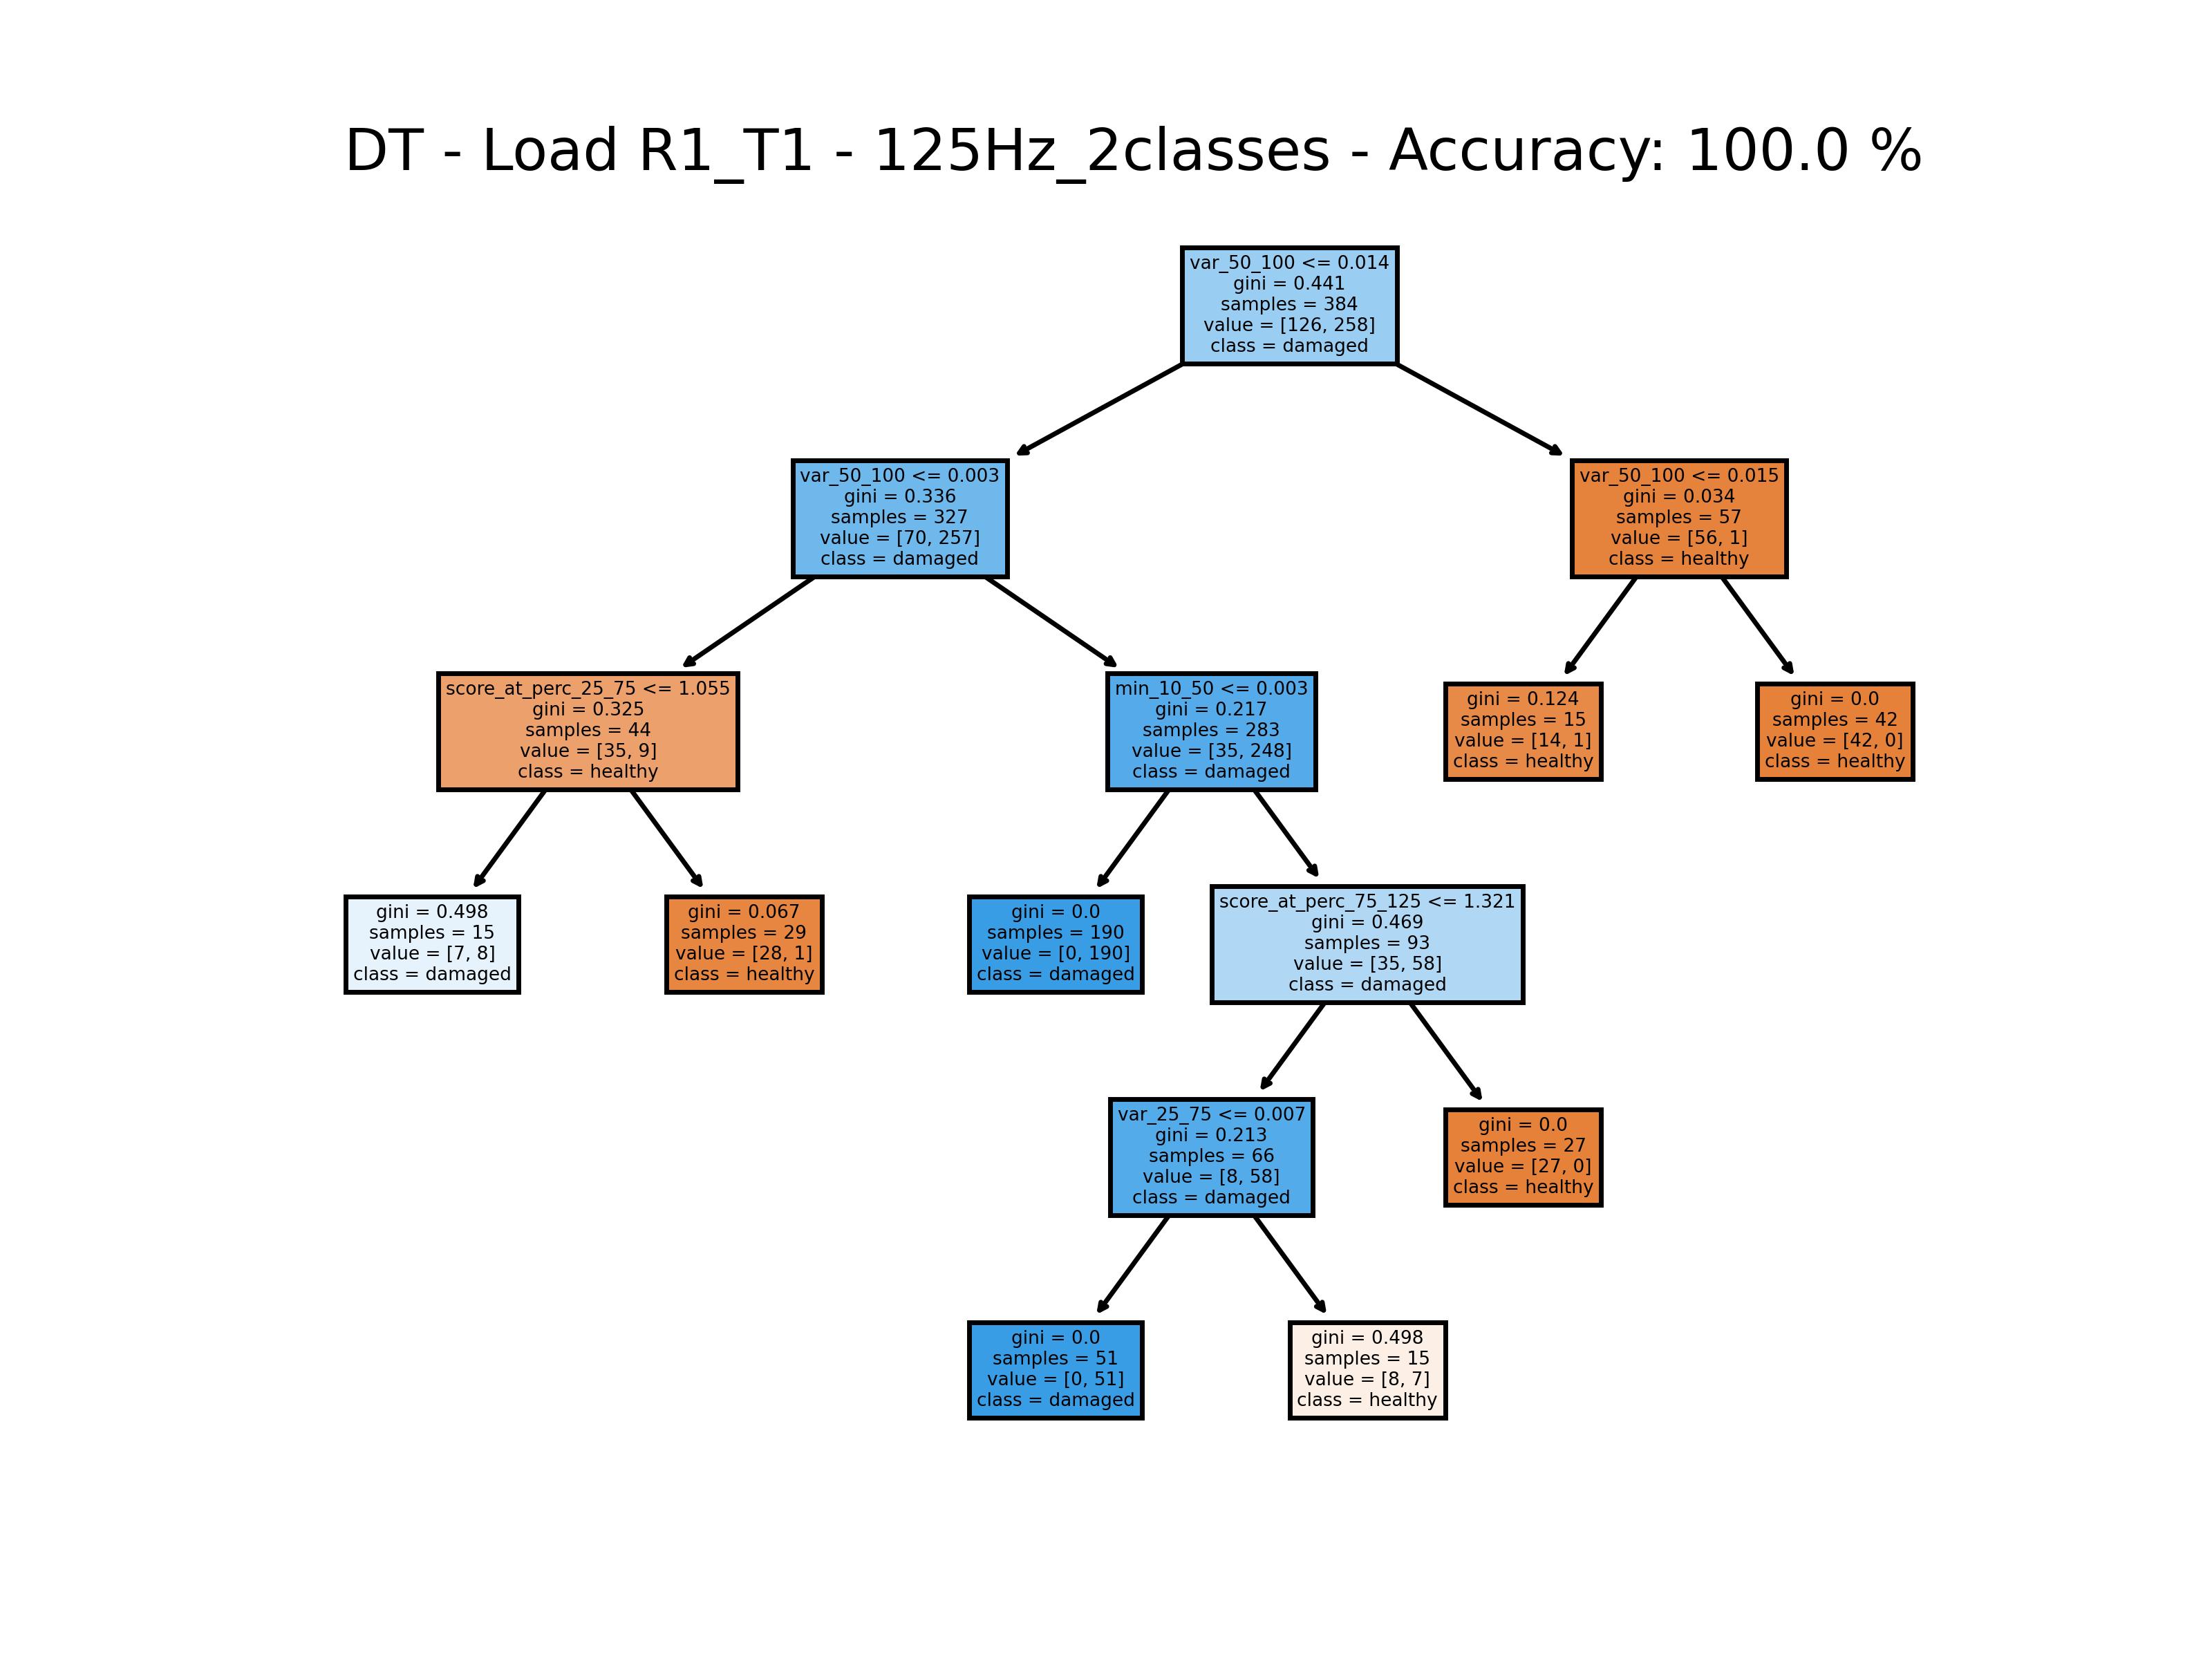 DT - Load R1_T1 - 125Hz_2classes - Accuracy: 100.0 %
var_50_100 <= 0.014
gini = 0.441
samples = 384
value = [126, 258]
class = damaged
var_50_100 <= 0.003
gini = 0.336
samples = 327
value = [70, 257]
class = damaged
var_50_100 <= 0.015
gini = 0.034
samples = 57
value = [56, 1]
class = healthy
score_at_perc_25_75 <= 1.055
gini = 0.325
samples = 44
value = [35, 9]
class = healthy
min_10_50 <= 0.003
gini = 0.217
samples = 283
value = [35, 248]
class = damaged
gini = 0.124
samples = 15
value = [14, 1]
class = healthy
gini = 0.0
samples = 42
value = [42, 0]
class = healthy
gini = 0.498
samples = 15
value = [7, 8]
class = damaged
gini = 0.067
samples = 29
value = [28, 1]
class = healthy
gini = 0.0
samples = 190
value = [0, 190]
class = damaged
score_at_perc_75_125 <= 1.321
gini = 0.469
samples = 93
value = [35, 58]
class = damaged
var_25_75 <= 0.007
gini = 0.213
samples = 66
value = [8, 58]
class = damaged
gini = 0.0
samples = 27
value = [27, 0]
class = healthy
gini = 0.0
samples = 51
value = [0, 51]
class = damaged
gini = 0.498
samples = 15
value = [8, 7]
class = healthy